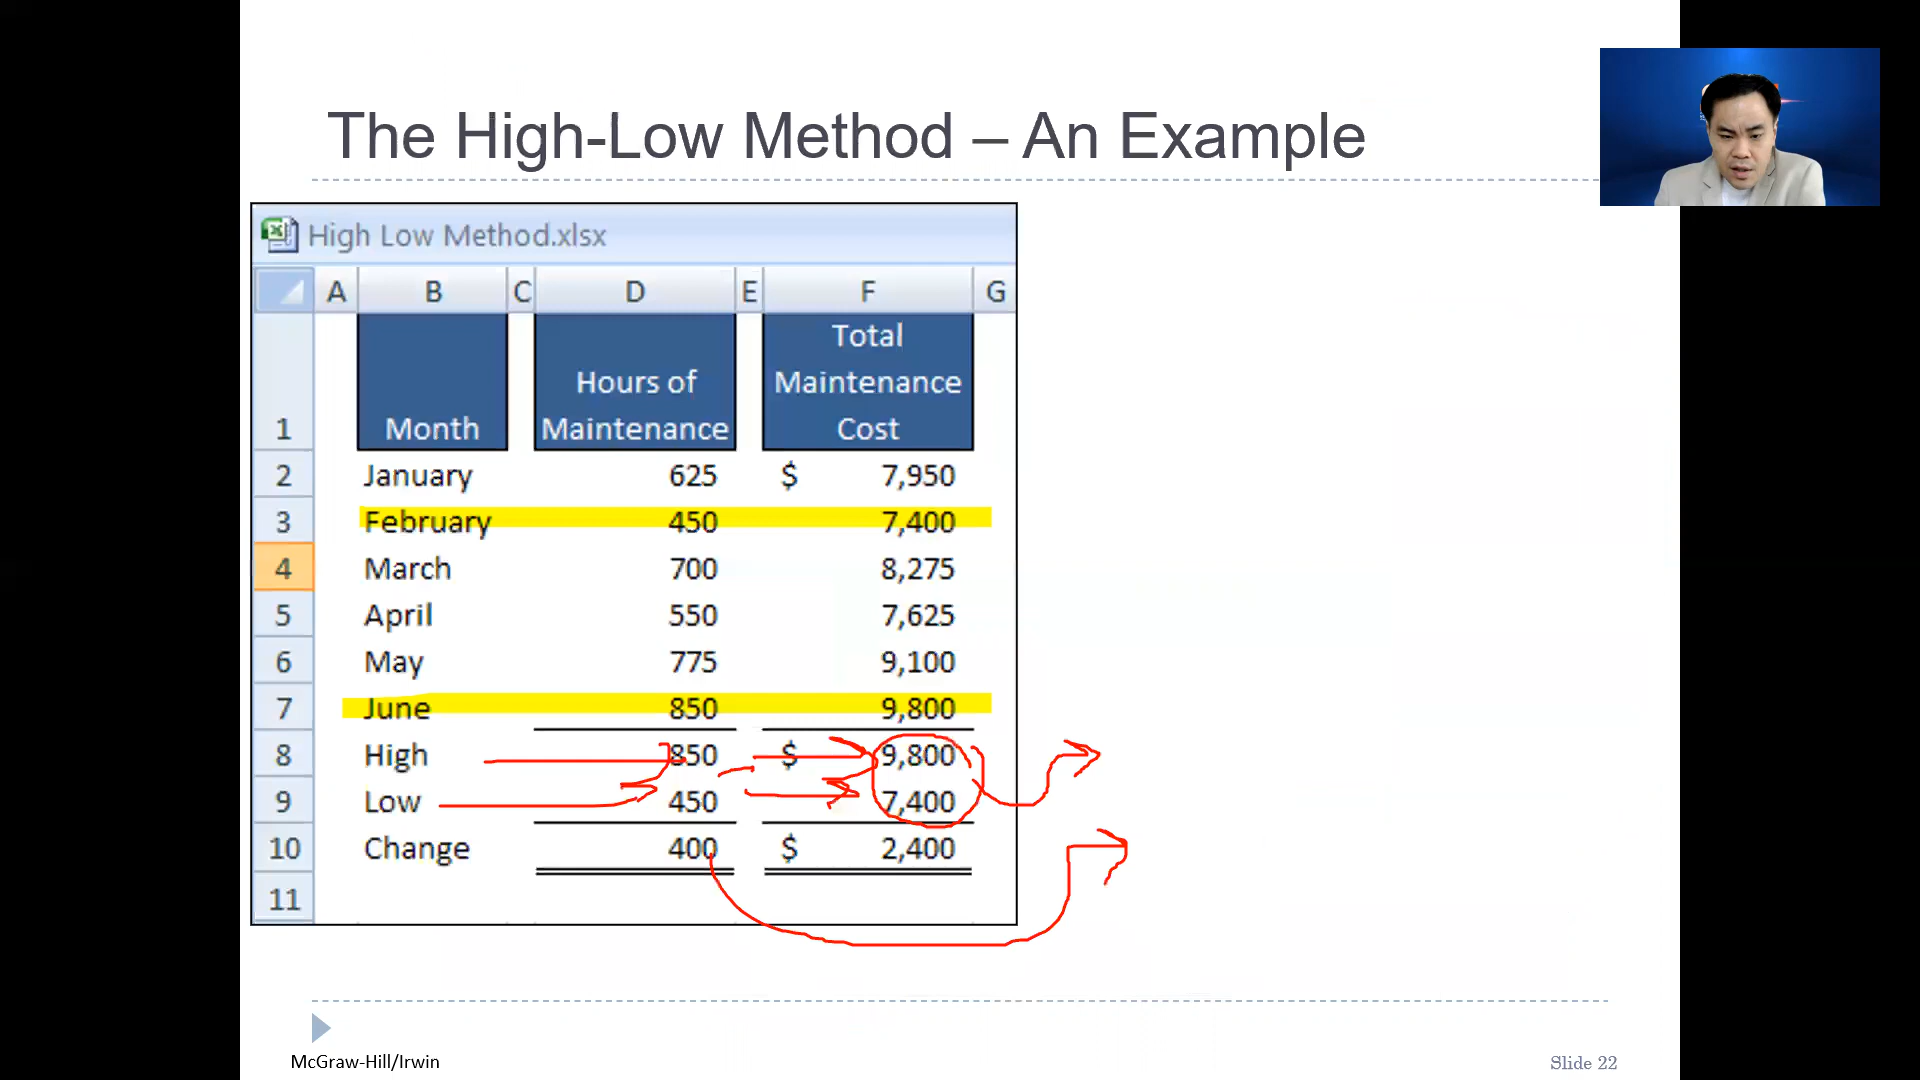 The High-Low Method – An Example
High Low Method.xlsx
A B C D E F G
1 Month Hours of Maintenance Total Maintenance Cost
2 January 625 $ 7,950
3 February 450 7,400
4 March 700 8,275
5 April 550 7,625
6 May 775 9,100
7 June 850 9,800
8 High 850 $ 9,800
9 Low 450 7,400
10 Change 400 $ 2,400
11
McGraw-Hill/Irwin
Slide 22